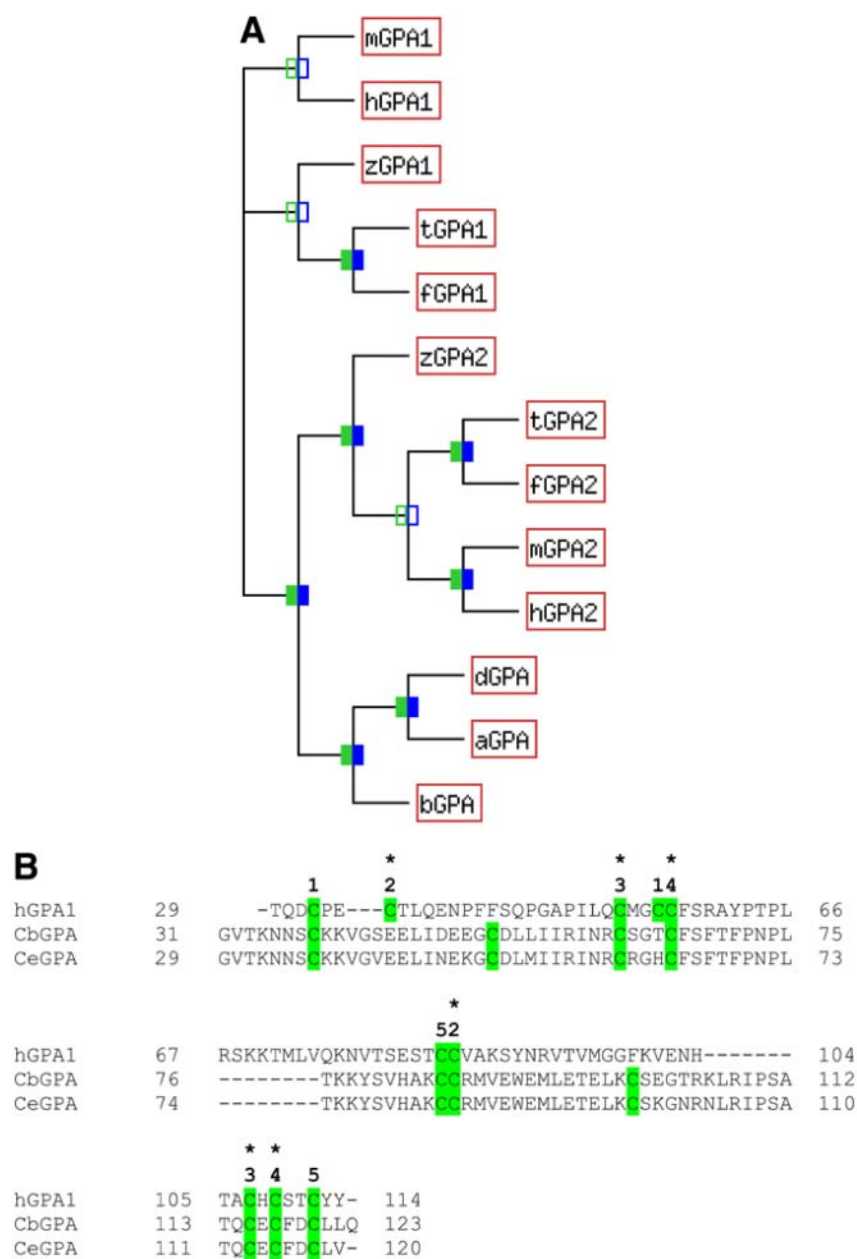 A
mGPA1
hGPA1
zGPA1
tGPA1
fGPA1
zGPA2
tGPA2
fGPA2
mGPA2
hGPA2
dGPA
aGPA
bGPA
B
* * *
1 2 3 14
hGPA1 29 -TQDCPE---CTLQENPFFSQPGAPILQCMGCCFSRAYPTPL 66
CbGPA 31 GVTKNNSCKKVGSEELIDEEGCDLLIIRINRCSGTCFSFTFPNPL 75
CeGPA 29 GVTKNNSCKKVGVEELINEKGCDLMIIRINRCRGHCFSFTFPNPL 73
*
52
hGPA1 67 RSKKTMLVQKNVTSESTCCVAKSYNRVTVMGGFKVENH------- 104
CbGPA 76 --------TKKYSVHAKCCRMVEWEMLETELKCSEGTRKLRIPSA 112
CeGPA 74 --------TKKYSVHAKCCRMVEWEMLETELKCSKGNRNLRIPSA 110
* *
3 4 5
hGPA1 105 TACHCSTCYY- 114
CbGPA 113 TQCECFDCLLQ 123
CeGPA 111 TQCECFDCLV- 120